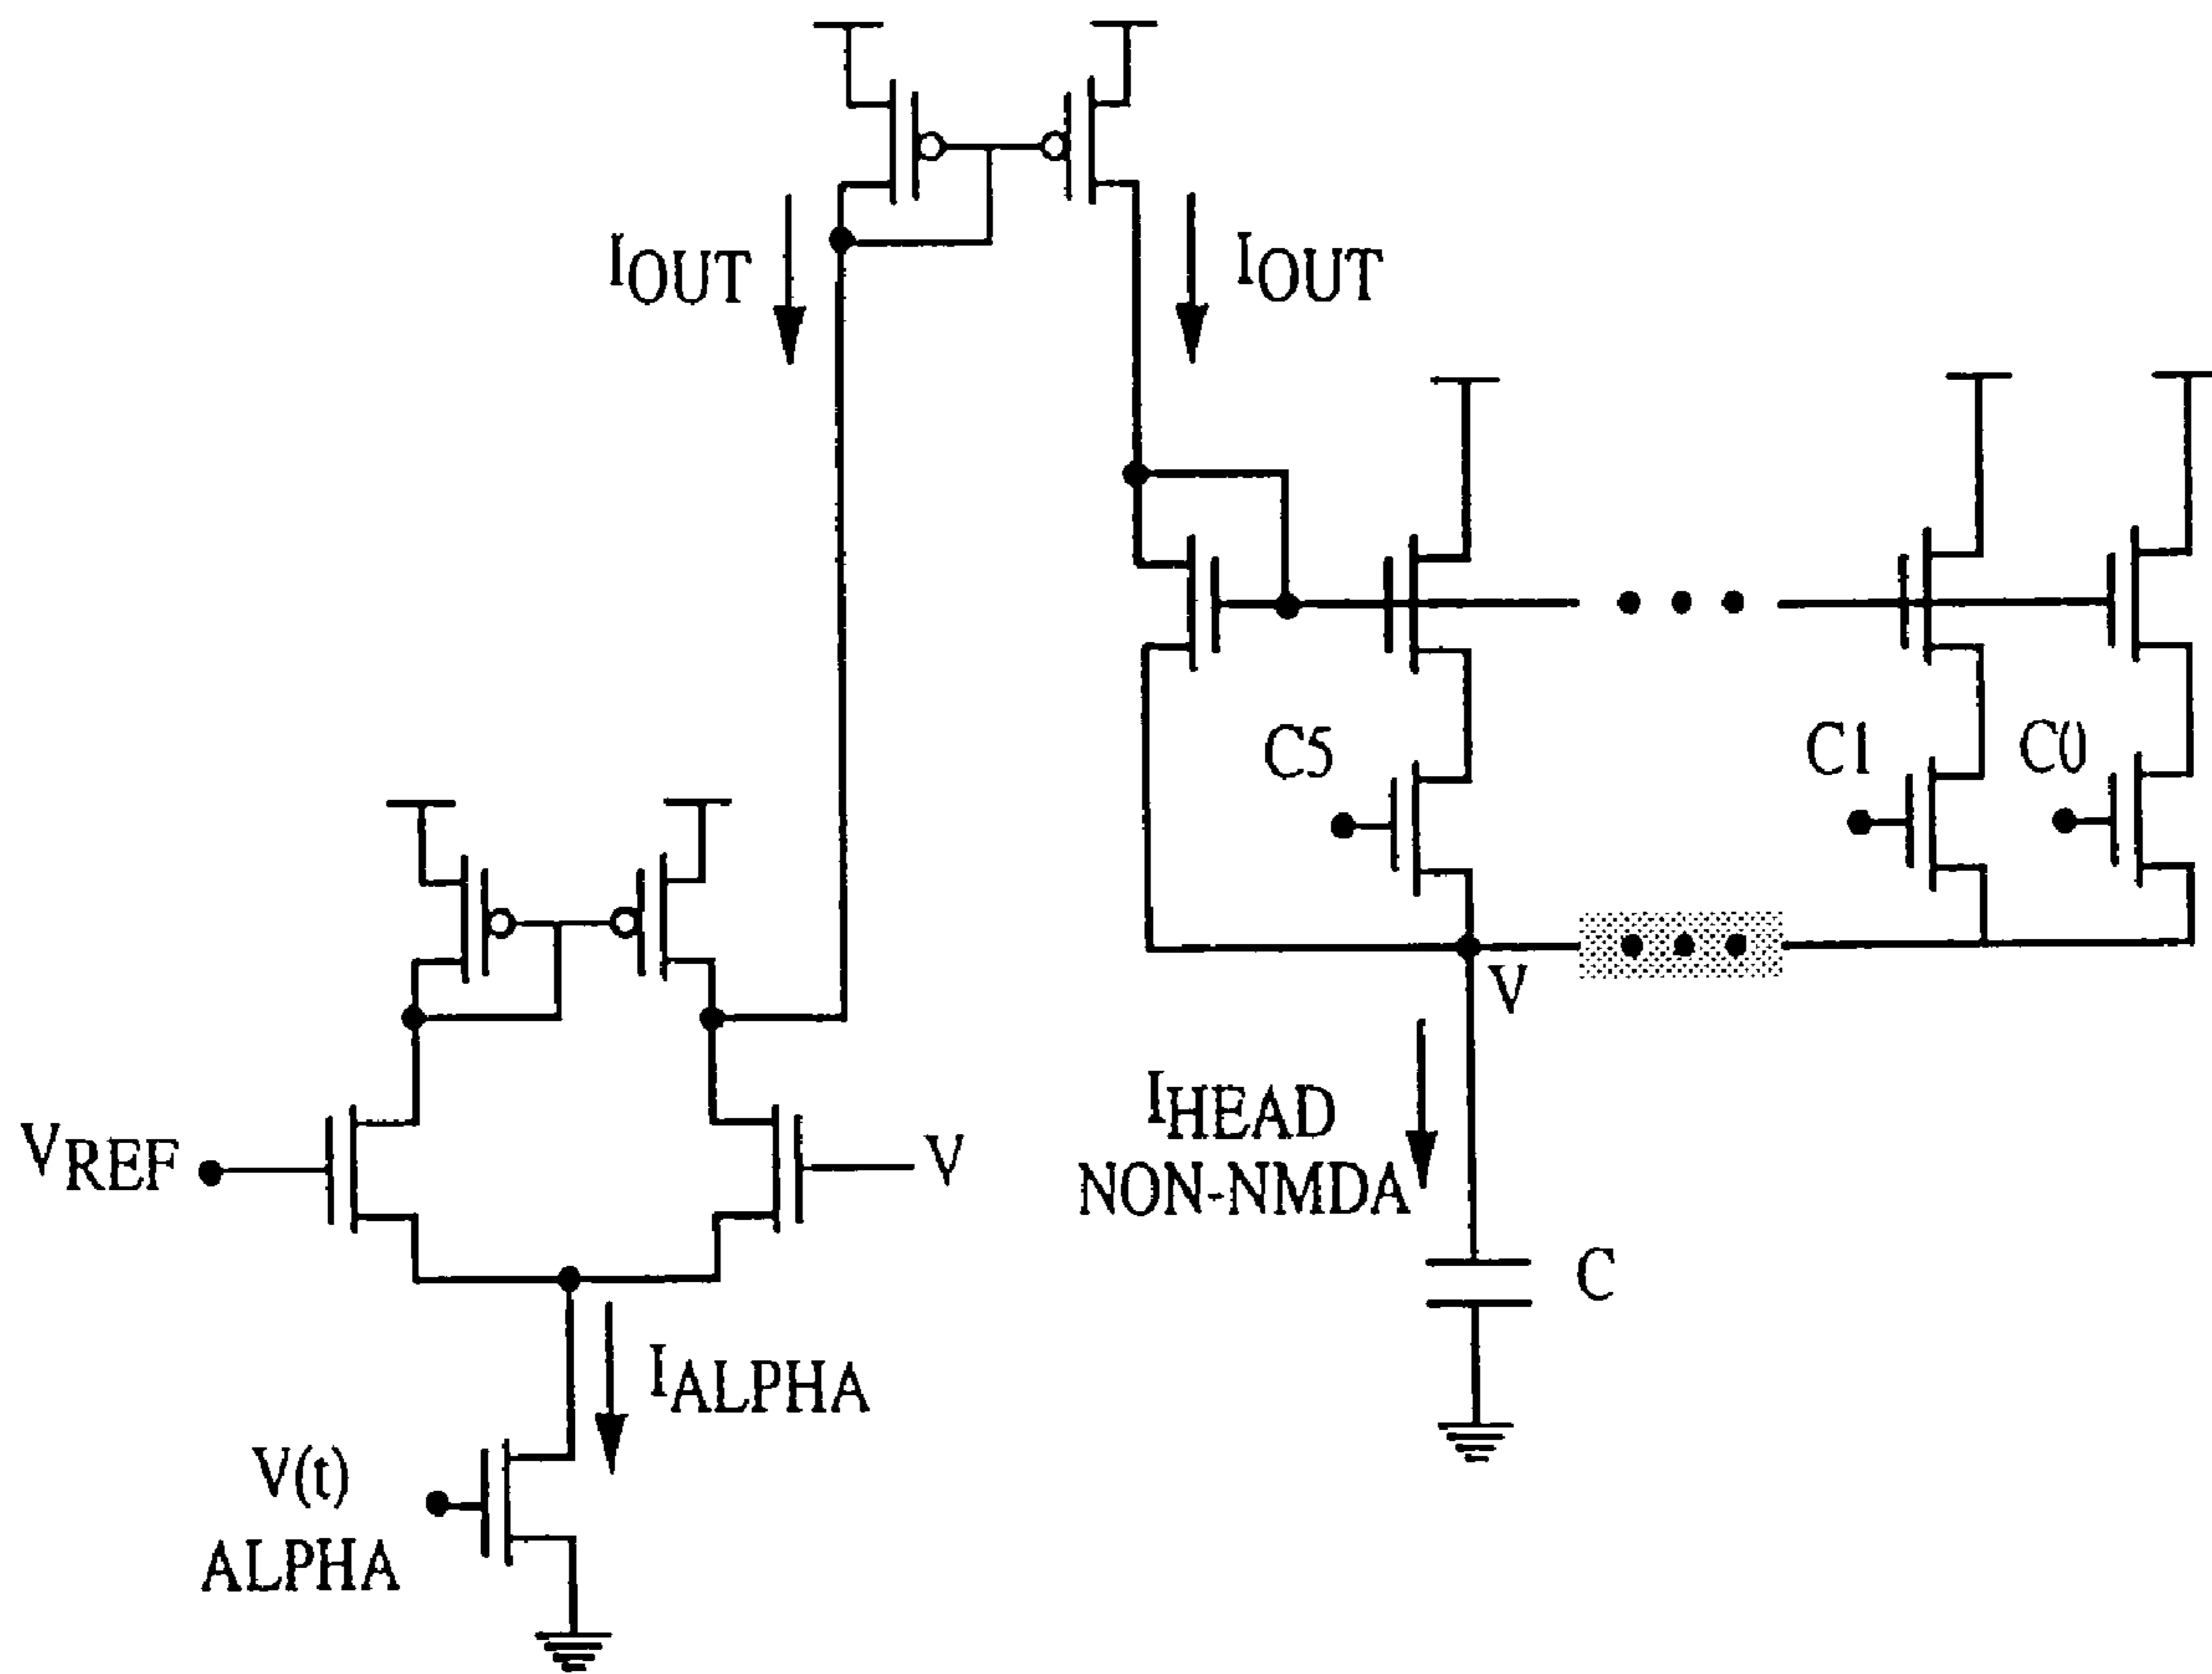 IOUT
IOUT
C5
C1
C0
V
VREF
V
IHEAD
NON-NMDA
C
IALPHA
V(t)
ALPHA